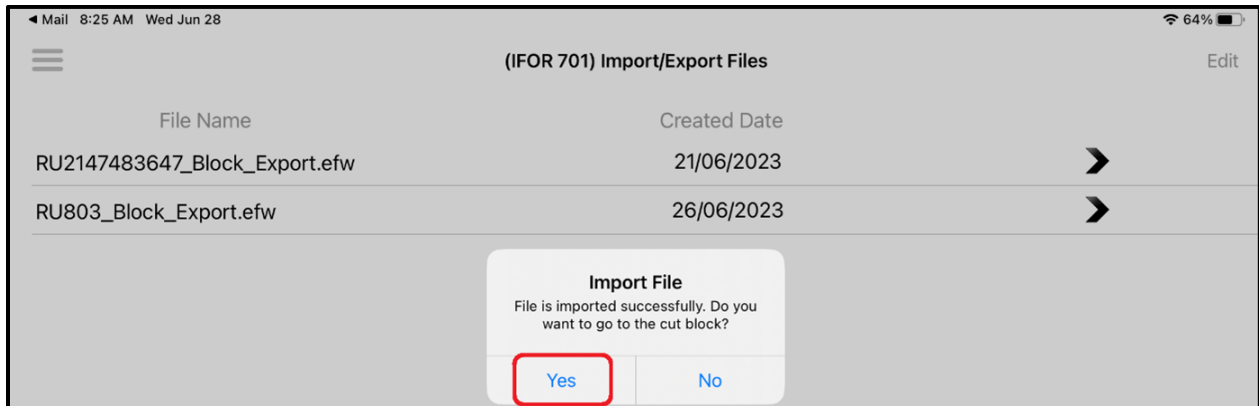 Mail 8:25 AM Wed Jun 28
64%
(IFOR 701) Import/Export Files
Edit
File Name Created Date
RU2147483647_Block_Export.efw 21/06/2023
RU803_Block_Export.efw 26/06/2023
Import File
File is imported successfully. Do you
want to go to the cut block?
Yes No